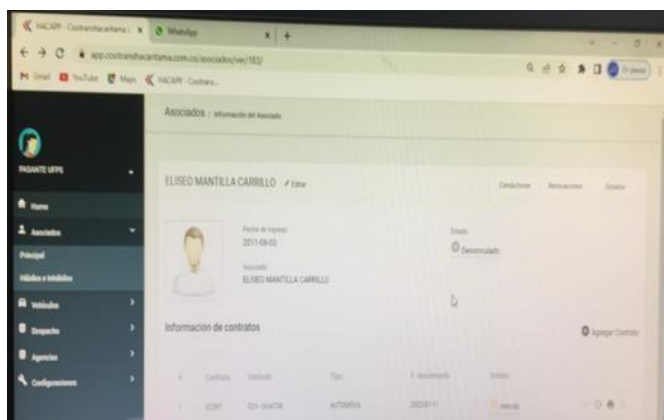 HACAPP - Cootranshacaritama
WhatsApp
app.cootranshacaritama.com.co/asociados/ver/183/
Gmail YouTube Maps HACAPP - Cootrans...
Asociados / Información del Asociado
PASANTE UFPS
ELISEO MANTILLA CARRILLO Editar
Conductores Renovaciones Estados
Home
Asociados
Principal
Hábiles e Inhábiles
Vehículos
Despacho
Agencias
Configuraciones
Fecha de Ingreso
2011-08-03
Estado
Desvinculado
Asociado
ELISEO MANTILLA CARRILLO
Información de contratos
Agregar Contrato
# Contrato Vehículo Tipo Estado
AUTOMÓVIL